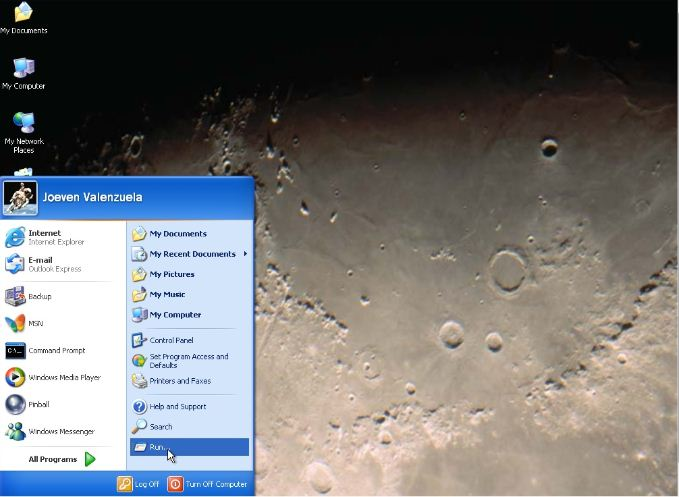 My Documents
My Computer
My Network
Places
Joeven Valenzuela
Internet
Internet Explorer
E-mail
Outlook Express
Backup
MSN
Command Prompt
Windows Media Player
Pinball
Windows Messenger
All Programs
My Documents
My Recent Documents
My Pictures
My Music
My Computer
Control Panel
Set Program Access and
Defaults
Printers and Faxes
Help and Support
Search
Run...
Log Off
Turn Off Computer